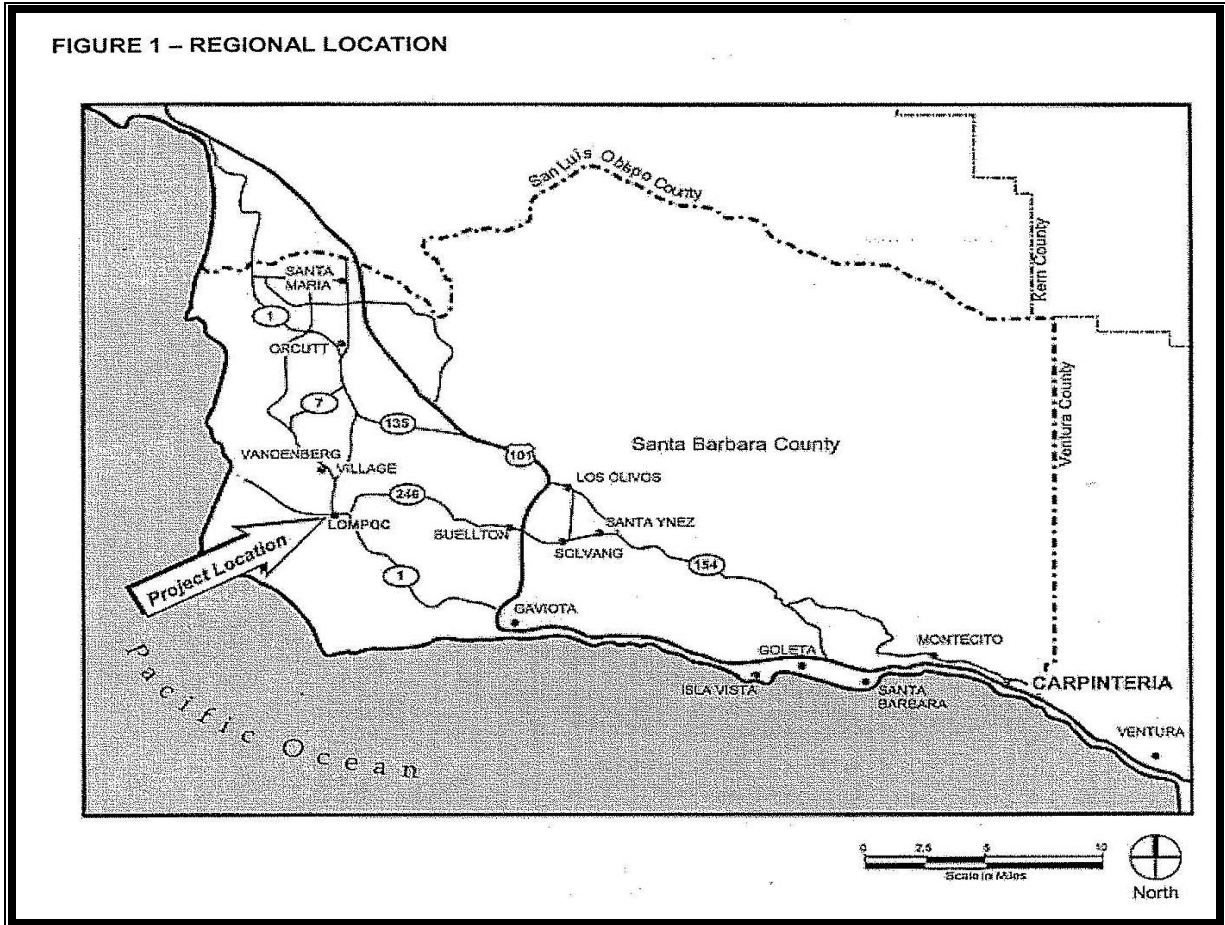 FIGURE 1 – REGIONAL LOCATION
San Luis Obispo County
Kern County
SANTA
MARIA
1
ORCUTT
Ventura County
7
135
Santa Barbara County
101
VANDENBERG
VILLAGE
LOS OLIVOS
246
LOMPOC
SANTA YNEZ
BUELLTON
SOLVANG
Project Location
154
1
GAVIOTA
MONTECITO
GOLETA
CARPINTERIA
ISLA VISTA
SANTA
BARBARA
VENTURA
Pacific Ocean
0 2.5 5 10
Scale in Miles
North